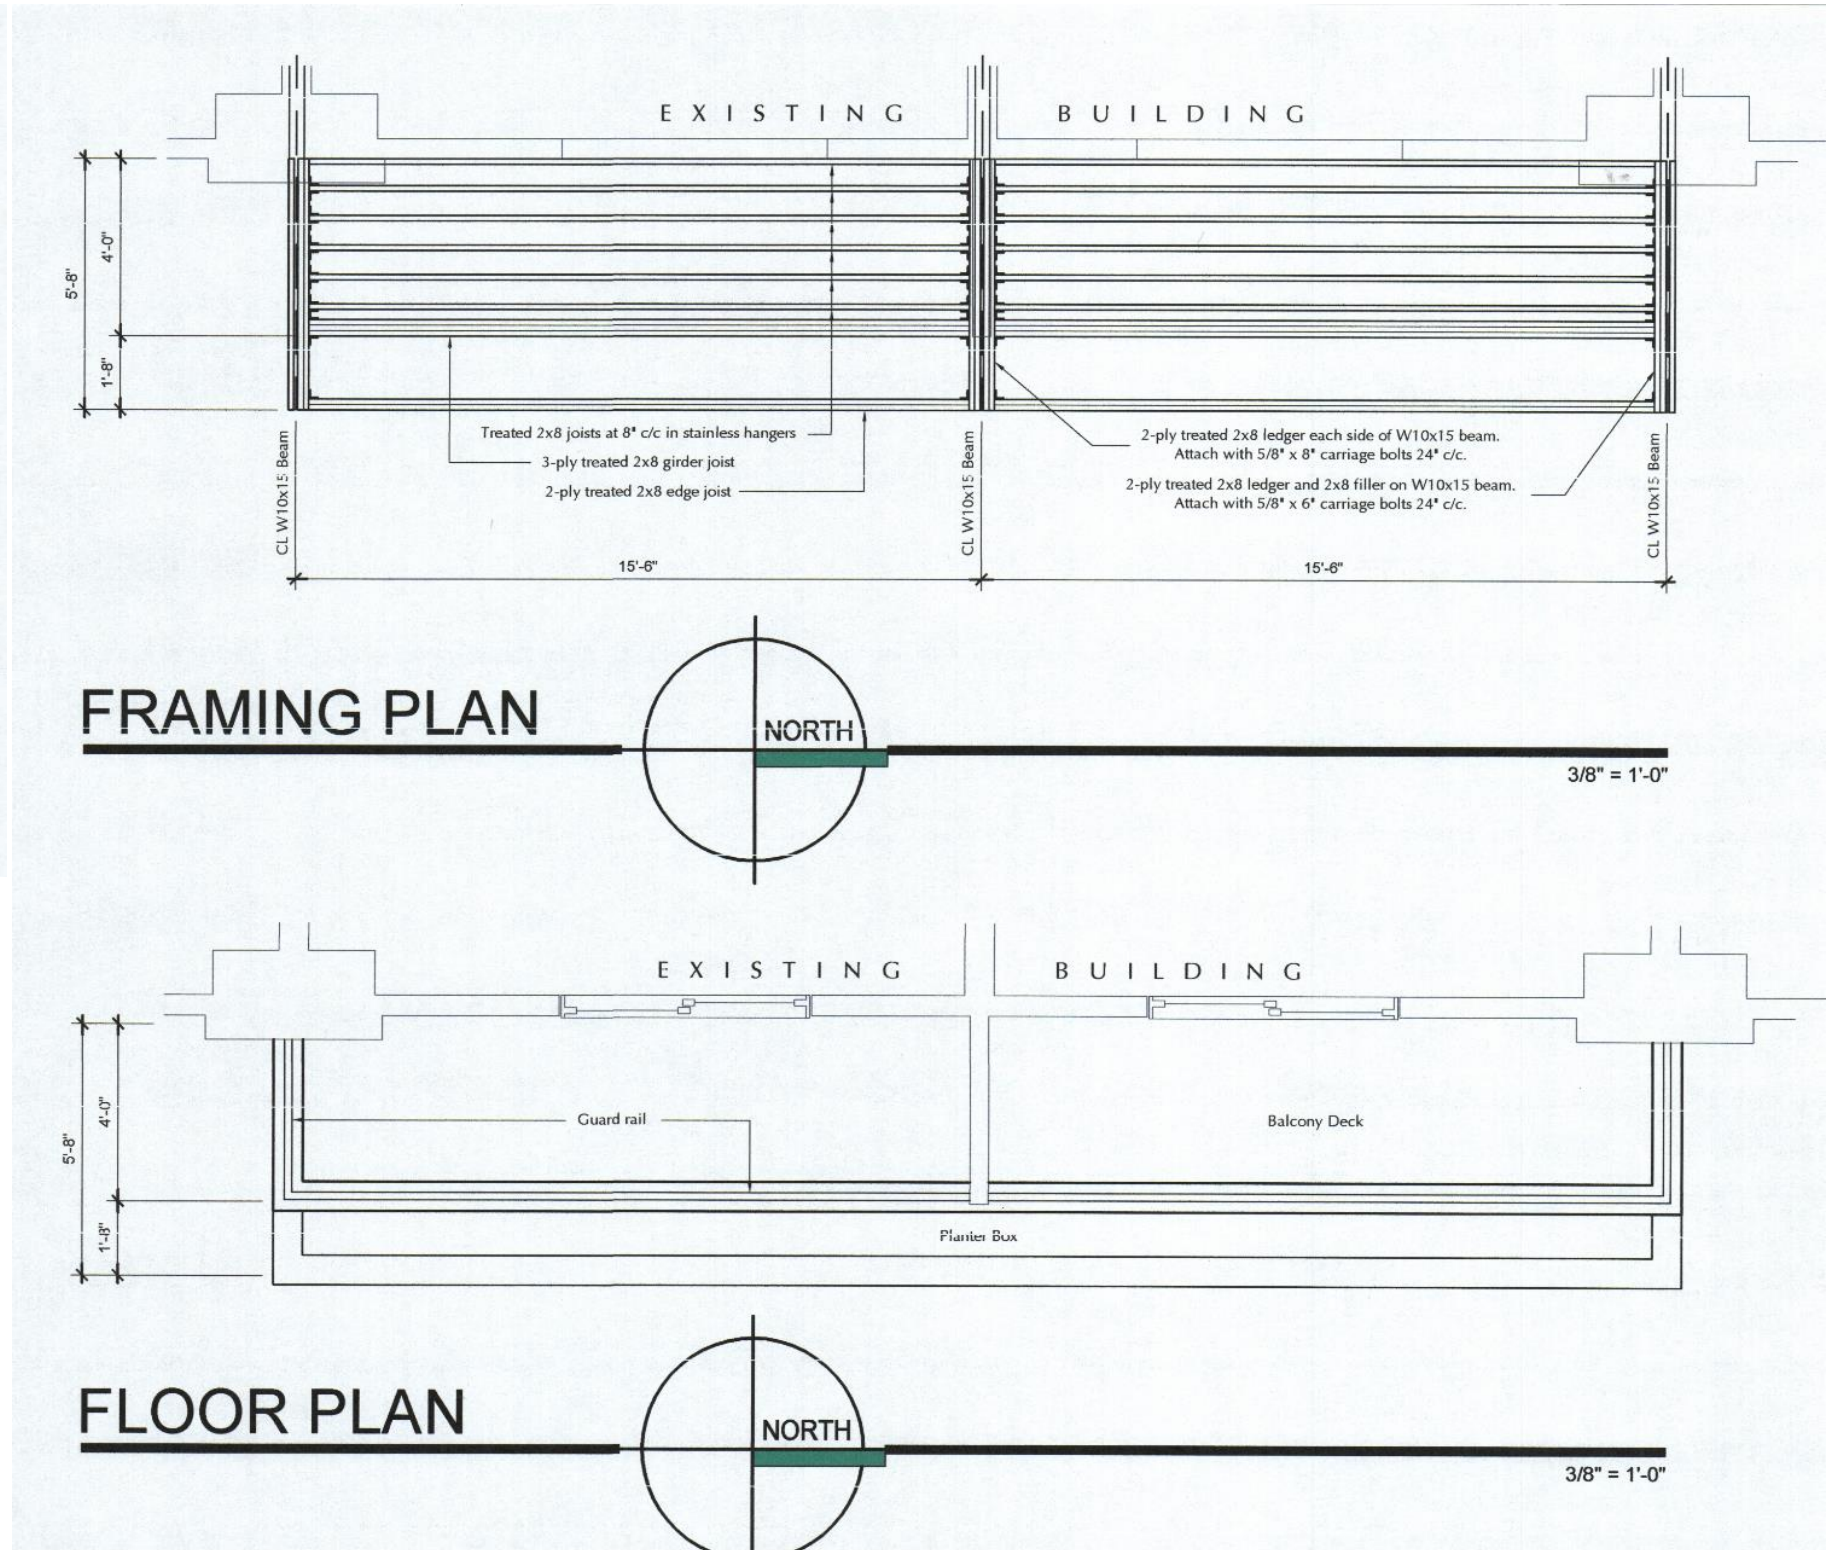 EXISTING BUILDING
5'-8"
4'-0"
1'-8"
Treated 2x8 joists at 8" c/c in stainless hangers
3-ply treated 2x8 girder joist
2-ply treated 2x8 edge joist
2-ply treated 2x8 ledger each side of W10x15 beam.
Attach with 5/8" x 8" carriage bolts 24" c/c.
2-ply treated 2x8 ledger and 2x8 filler on W10x15 beam.
Attach with 5/8" x 6" carriage bolts 24" c/c.
CL W10x15 Beam
CL W10x15 Beam
CL W10x15 Beam
15'-6"
15'-6"
FRAMING PLAN
NORTH
3/8" = 1'-0"
EXISTING BUILDING
5'-8"
4'-0"
1'-8"
Guard rail
Balcony Deck
Planter Box
FLOOR PLAN
NORTH
3/8" = 1'-0"